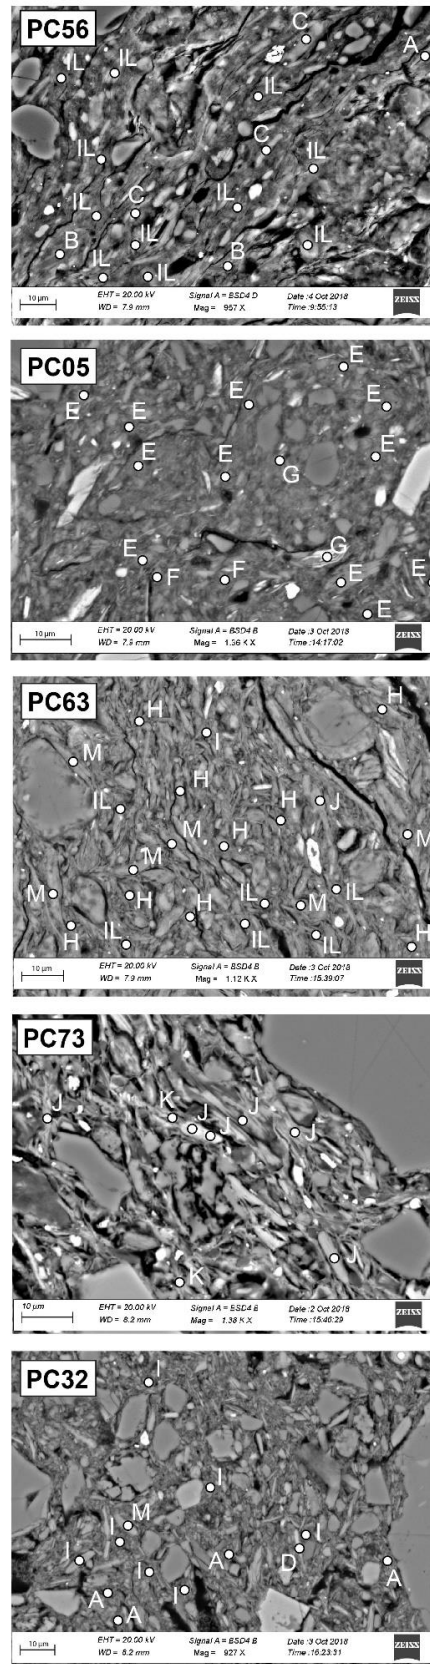 PC56
C
A
IL IL
IL
C
IL IL
C
IL IL
IL IL
B B
IL IL
10 µm
EHT = 20.00 kV Signal A = BSD4 D Date :4 Oct 2018
WD = 7.9 mm Mag = 967 X Time :9:55:13
ZEISS
PC05
E
E E E E
E E E
G
G
E F F E E
E
10 µm
EHT = 20.00 kV Signal A = BSD4 B Date :3 Oct 2018
WD = 7.9 mm Mag = 1.36 K X Time :14:17:02
ZEISS
PC63
H H
I
M
H J
IL H
M H M
M
M H H IL M IL
H IL IL IL H
10 µm
EHT = 20.00 kV Signal A = BSD4 B Date :3 Oct 2018
WD = 7.9 mm Mag = 1.12 K X Time :15:39:07
ZEISS
PC73
J K J J J J
J
K
10 µm
EHT = 20.00 kV Signal A = BSD4 B Date :2 Oct 2018
WD = 8.2 mm Mag = 1.38 K X Time :15:46:29
ZEISS
PC32
I
I
M
I I I
I I A D A
A I
A
10 µm
EHT = 20.00 kV Signal A = BSD4 B Date :3 Oct 2018
WD = 8.2 mm Mag = 927 X Time :16:23:31
ZEISS